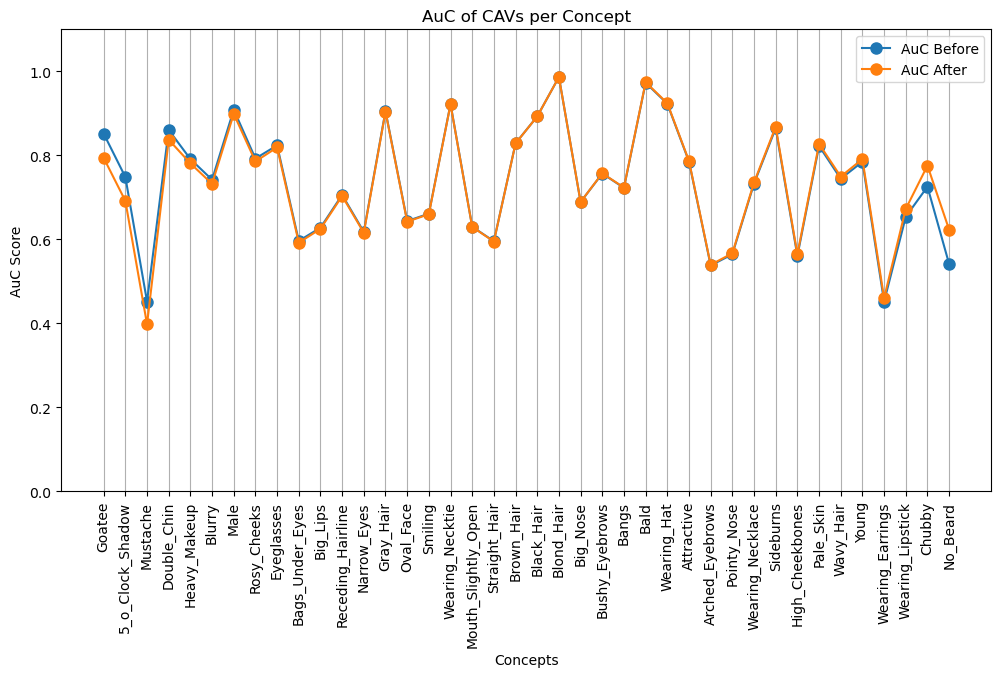 AuC of CAVs per Concept
AuC Before
AuC After
AuC Score
1.0
0.8
0.6
0.4
0.2
0.0
Goatee
5_o_Clock_Shadow
Mustache
Double_Chin
Heavy_Makeup
Blurry
Male
Rosy_Cheeks
Eyeglasses
Bags_Under_Eyes
Big_Lips
Receding_Hairline
Narrow_Eyes
Oval_Face
Smiling
Wearing_Necktie
Mouth_Slightly_Open
Straight_Hair
Brown_Hair
Black_Hair
Blond_Hair
Big_Nose
Bushy_Eyebrows
Bangs
Bald
Wearing_Hat
Attractive
Arched_Eyebrows
Pointy_Nose
Wearing_Necklace
Sideburns
High_Cheekbones
Pale_Skin
Wavy_Hair
Young
Wearing_Earrings
Wearing_Lipstick
Chubby
No_Beard
Concepts